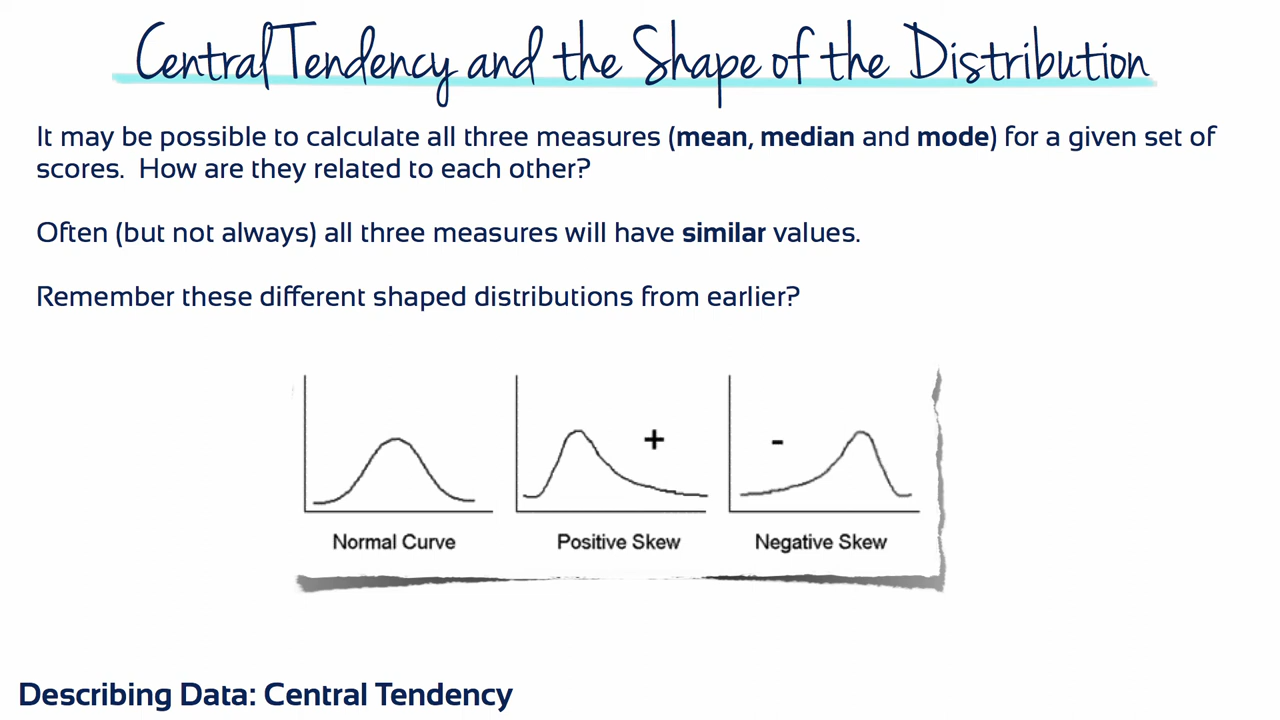 Central Tendency and the Shape of the Distribution
It may be possible to calculate all three measures (mean, median and mode) for a given set of
scores.  How are they related to each other?
Often (but not always) all three measures will have similar values.
Remember these different shaped distributions from earlier?
+
-
Normal Curve
Positive Skew
Negative Skew
Describing Data: Central Tendency